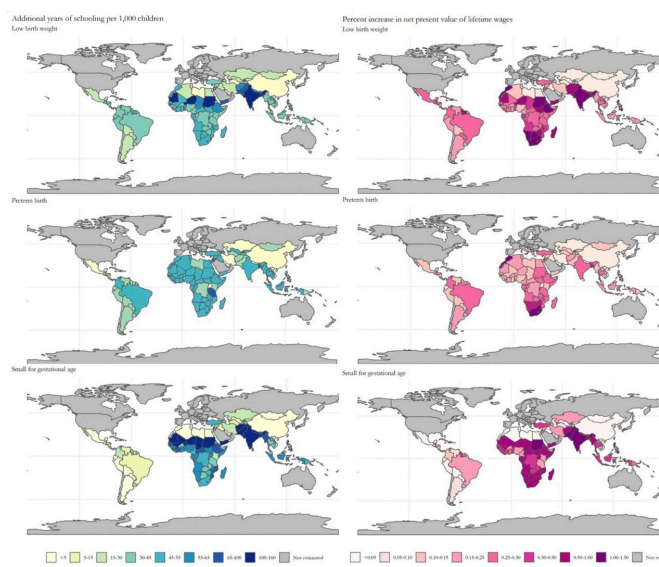 Additional years of schooling per 1,000 children
Low birth weight
Percent increase in net present value of lifetime wages
Low birth weight
Preterm birth
Preterm birth
Small for gestational age
Small for gestational age
<5 5-15 15-30 30-45 45-55 55-65 65-100 100-160 Not estimated
<0.05 0.05-0.10 0.10-0.15 0.15-0.25 0.25-0.30 0.30-0.50 0.50-1.00 1.00-1.50 Not